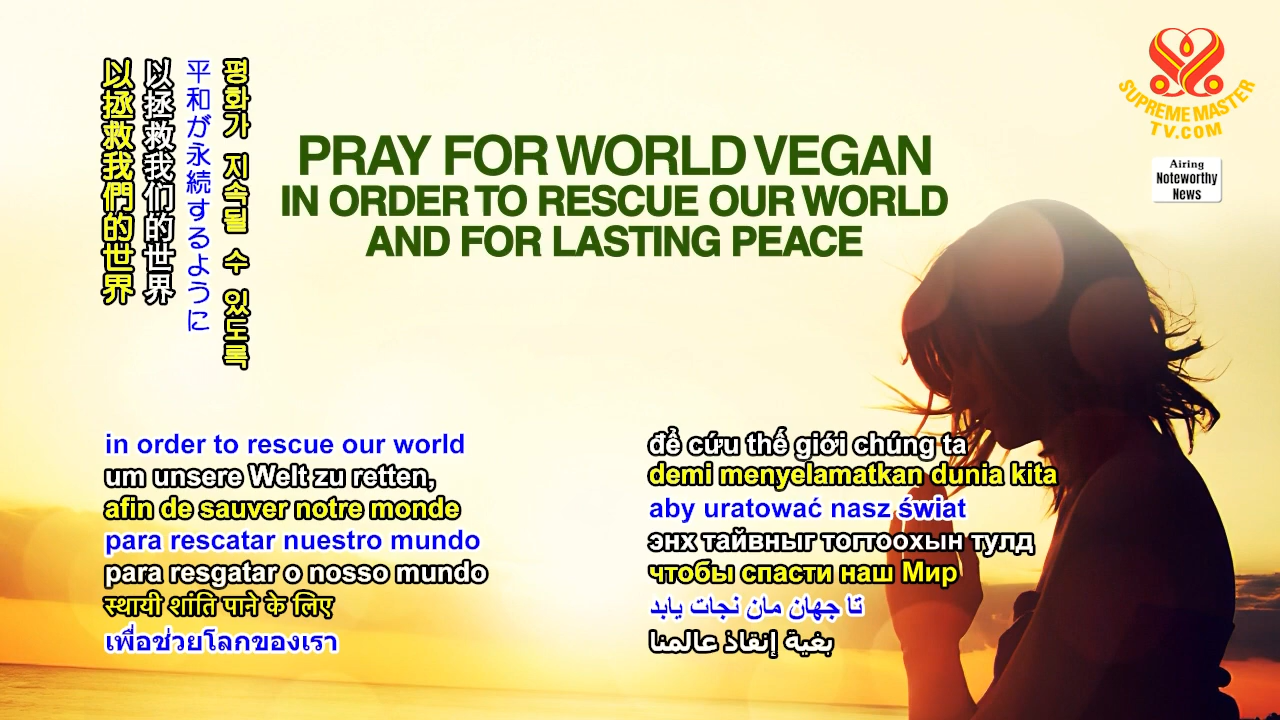 以拯救我們的世界
以拯救我们的世界
平和が永続するように
평화가 지속될 수 있도록
PRAY FOR WORLD VEGAN
IN ORDER TO RESCUE OUR WORLD
AND FOR LASTING PEACE
SUPREME MASTER
TV.COM
Airing
Noteworthy
News
in order to rescue our world
um unsere Welt zu retten,
afin de sauver notre monde
para rescatar nuestro mundo
para resgatar o nosso mundo
स्थायी शांति पाने के लिए
เพื่อช่วยโลกของเรา
để cứu thế giới chúng ta
demi menyelamatkan dunia kita
aby uratować nasz świat
энх тайвныг тогтоохын тулд
чтобы спасти наш Мир
تا جهان مان نجات یابد
بغية إنقاذ عالمنا